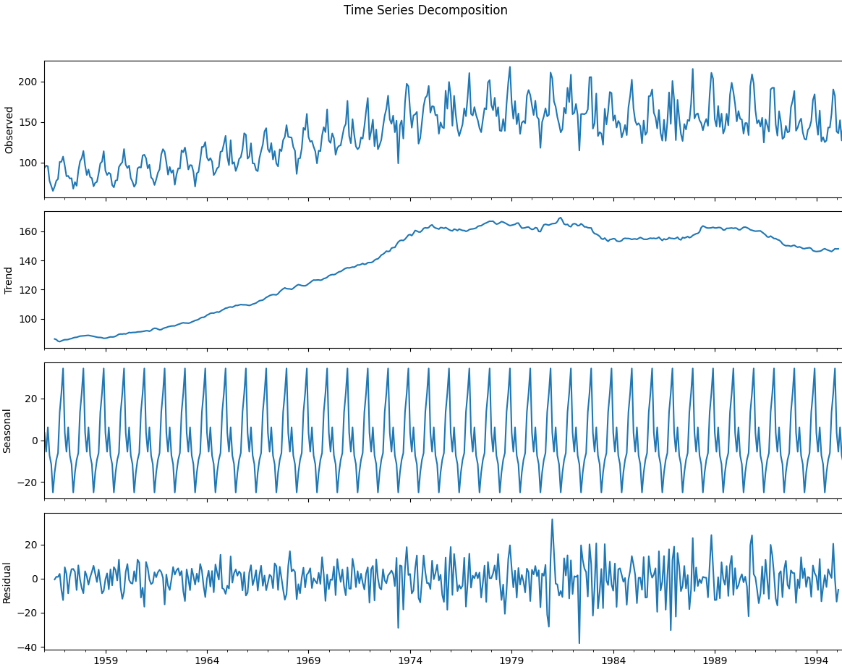 Time Series Decomposition
200
150
100
Observed
160
140
120
100
Trend
20
0
−20
Seasonal
20
0
−20
−40
Residual
1959 1964 1969 1974 1979 1984 1989 1994